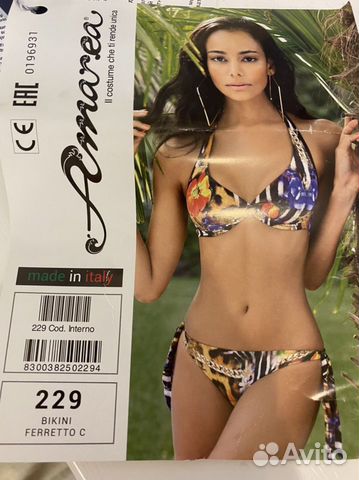 Amarea®
Il costume che ti rende unica
CE EAC 0196931
made in italy
229 Cod. Interno
8300382502294
229
BIKINI
FERRETTO C
Avito